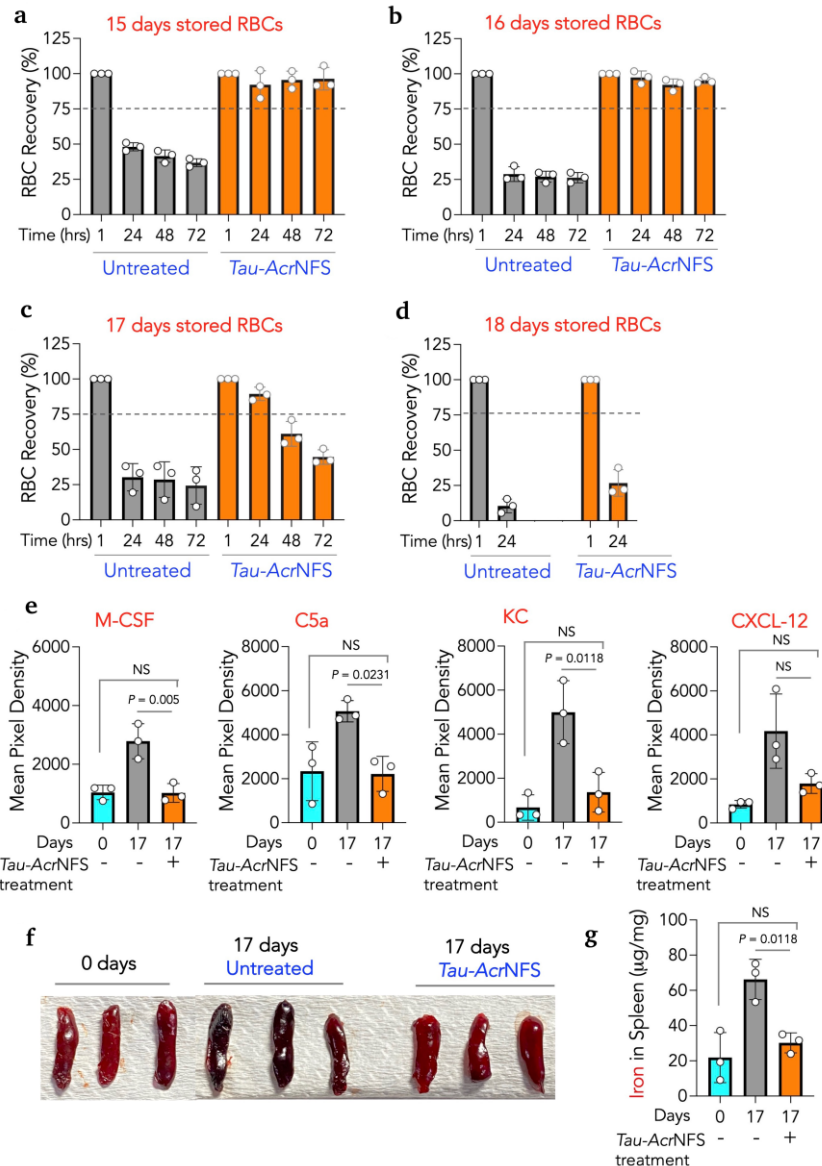 a
15 days stored RBCs
RBC Recovery (%)
125
100
75
50
25
0
Time (hrs) 1 24 48 72 1 24 48 72
Untreated Tau-AcrNFS
b
16 days stored RBCs
RBC Recovery (%)
125
100
75
50
25
0
Time (hrs) 1 24 48 72 1 24 48 72
Untreated Tau-AcrNFS
c
17 days stored RBCs
RBC Recovery (%)
125
100
75
50
25
0
Time (hrs) 1 24 48 72 1 24 48 72
Untreated Tau-AcrNFS
d
18 days stored RBCs
RBC Recovery (%)
125
100
75
50
25
0
Time (hrs) 1 24 1 24
Untreated Tau-AcrNFS
e
M-CSF
Mean Pixel Density
6000
4000
2000
0
NS
P = 0.005
Days 0 17 17
Tau-AcrNFS - - +
treatment
C5a
Mean Pixel Density
8000
6000
4000
2000
0
NS
P = 0.0231
Days 0 17 17
Tau-AcrNFS - - +
treatment
KC
Mean Pixel Density
8000
6000
4000
2000
0
NS
P = 0.0118
Days 0 17 17
Tau-AcrNFS - - +
treatment
CXCL-12
Mean Pixel Density
8000
6000
4000
2000
0
NS
NS
Days 0 17 17
Tau-AcrNFS - - +
treatment
f
0 days
17 days
Untreated
17 days
Tau-AcrNFS
g
Iron in Spleen (µg/mg)
100
80
60
40
20
0
NS
P = 0.0118
Days 0 17 17
Tau-AcrNFS - - +
treatment